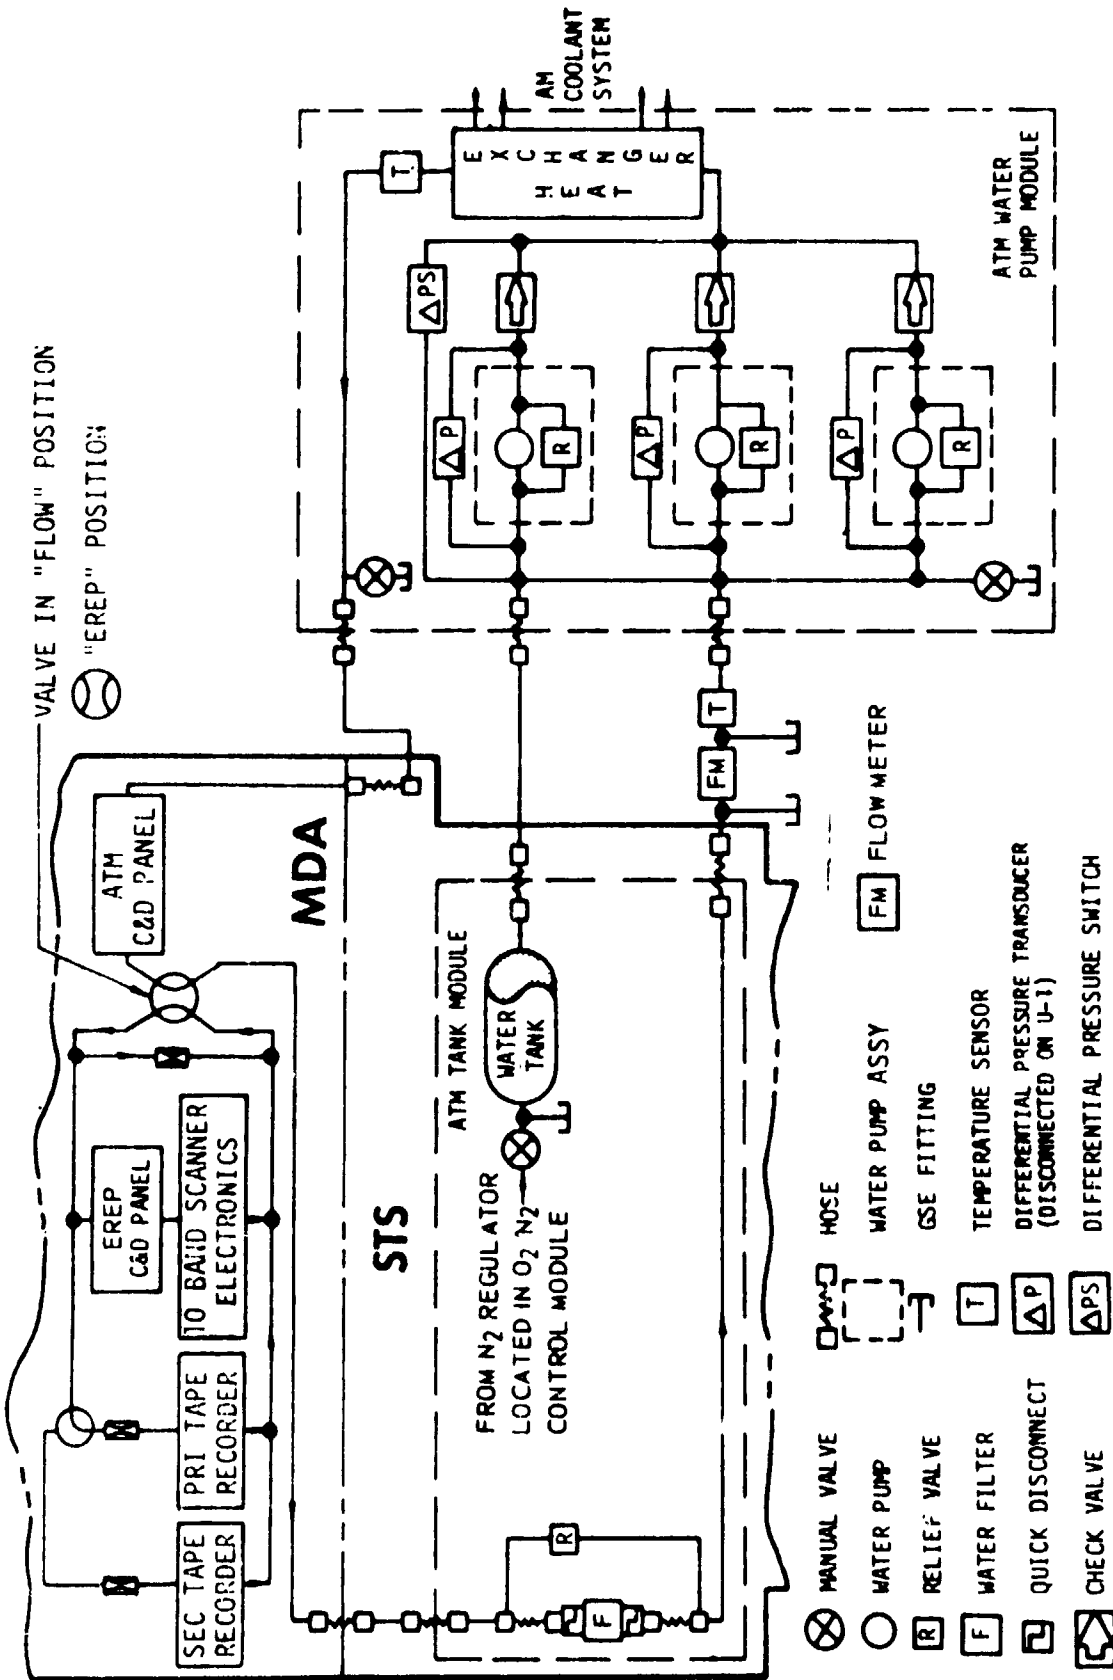 VALVE IN "FLOW" POSITION
"EREP" POSITION
ATM
C&D PANEL
EREP
C&D PANEL
10 BAND SCANNER
ELECTRONICS
PRI TAPE
RECORDER
SEC TAPE
RECORDER
MDA
STS
ATM TANK MODULE
WATER
TANK
FROM N2 REGULATOR
LOCATED IN O2 N2
CONTROL MODULE
F
R
FM
T
T
HEAT
EXCHANGER
AM
COOLANT
SYSTEM
ΔPS
ΔP
R
ΔP
R
ΔP
R
ATM WATER
PUMP MODULE
MANUAL VALVE
WATER PUMP
R RELIEF VALVE
F WATER FILTER
QUICK DISCONNECT
CHECK VALVE
HOSE
WATER PUMP ASSY
GSE FITTING
T TEMPERATURE SENSOR
ΔP DIFFERENTIAL PRESSURE TRANSDUCER
(DISCONNECTED ON U-1)
ΔPS DIFFERENTIAL PRESSURE SWITCH
FM FLOW METER